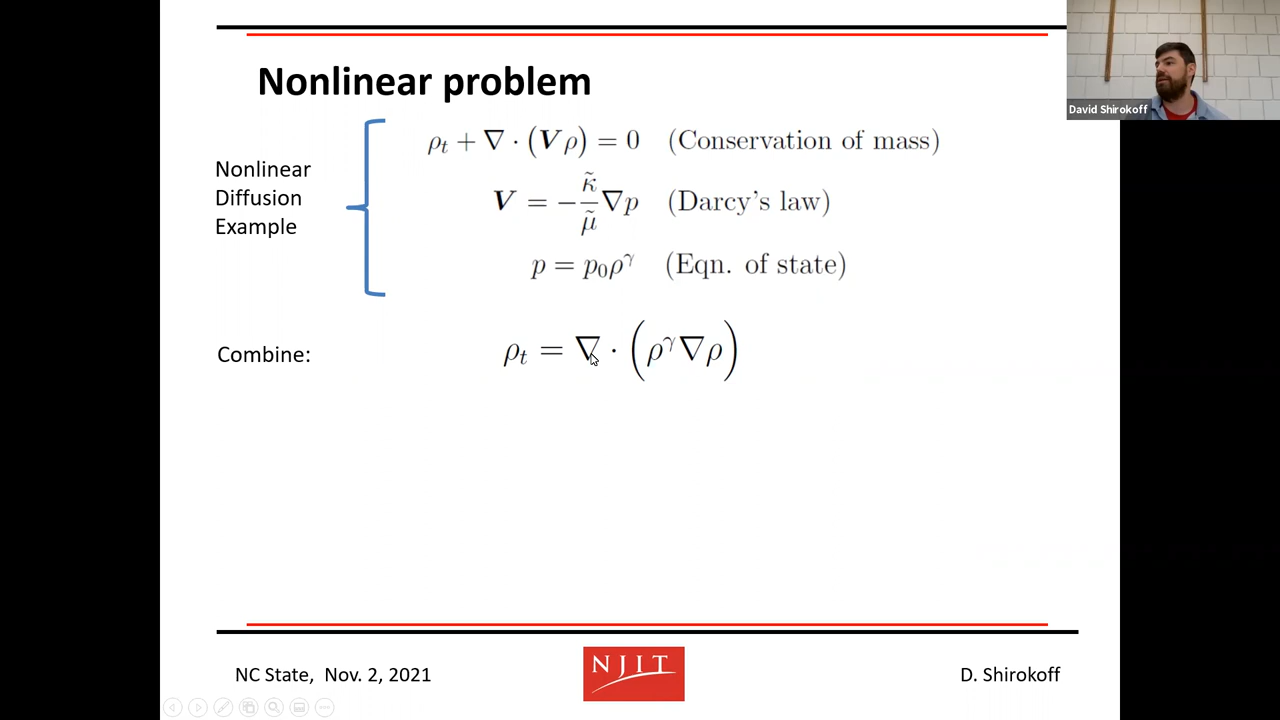 Nonlinear problem
David Shirokoff
Nonlinear
Diffusion
Example
ρ_t + ∇ · (Vρ) = 0 (Conservation of mass)
V = −κ̃/μ̃ ∇p (Darcy's law)
p = p₀ρ^γ (Eqn. of state)
Combine: ρ_t = ∇ · (ρ^γ ∇ρ)
NC State, Nov. 2, 2021
NJIT
D. Shirokoff